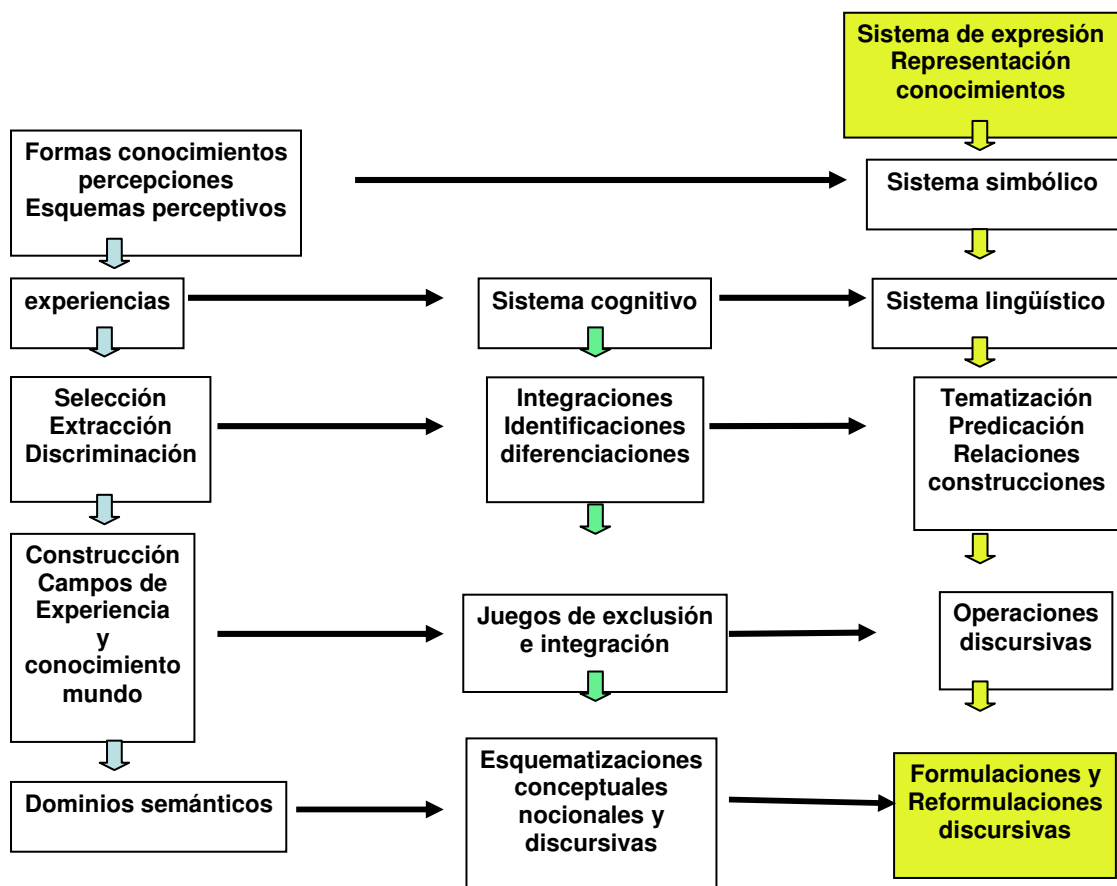 Sistema de expresión
Representación
conocimientos
Formas conocimientos
percepciones
Esquemas perceptivos
Sistema simbólico
experiencias
Sistema cognitivo
Sistema lingüístico
Selección
Extracción
Discriminación
Integraciones
Identificaciones
diferenciaciones
Tematización
Predicación
Relaciones
construcciones
Construcción
Campos de
Experiencia
y
conocimiento
mundo
Juegos de exclusión
e integración
Operaciones
discursivas
Dominios semánticos
Esquematizaciones
conceptuales
nocionales y
discursivas
Formulaciones y
Reformulaciones
discursivas